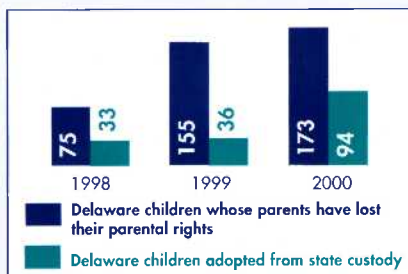 75 33 155 36 173 94
1998 1999 2000
Delaware children whose parents have lost
their parental rights
Delaware children adopted from state custody